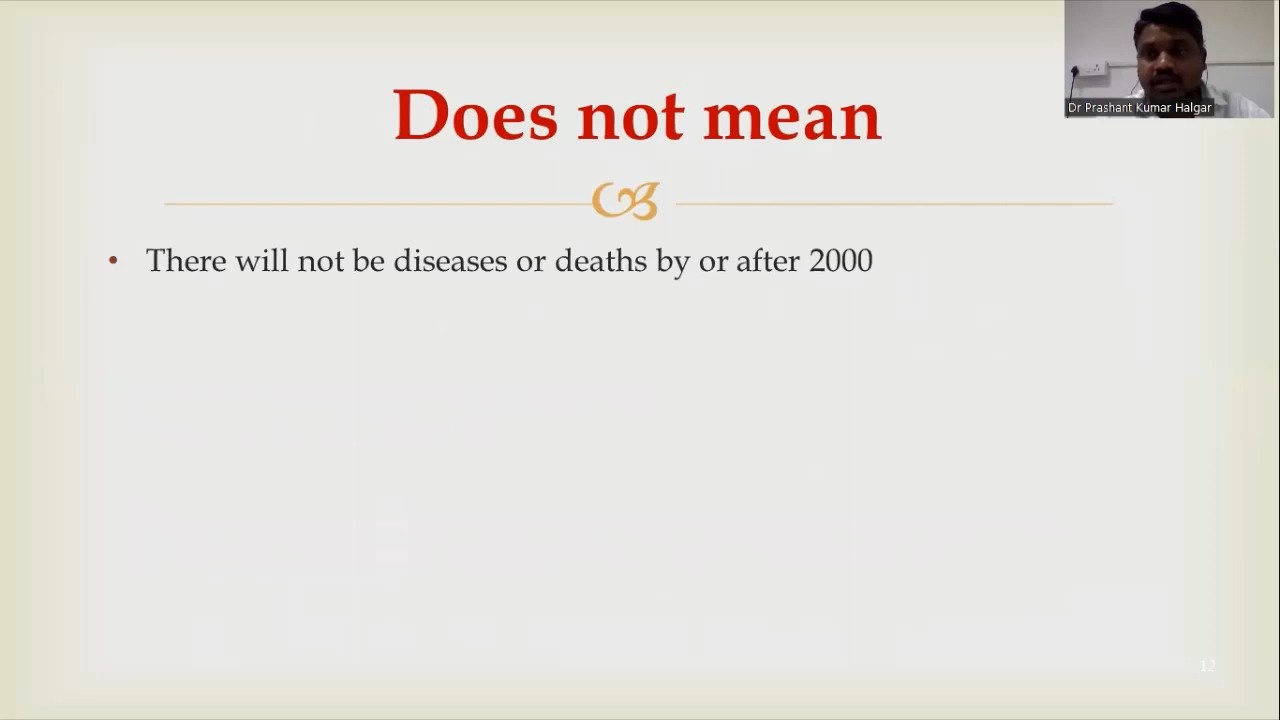 Does not mean
Dr Prashant Kumar Halgar
• There will not be diseases or deaths by or after 2000
12